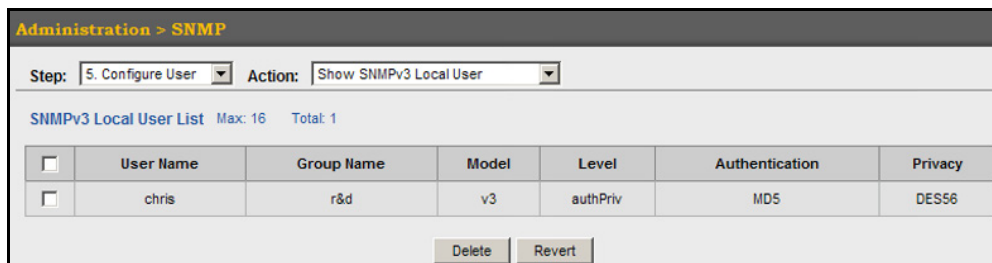 Administration > SNMP
Step: 5. Configure User Action: Show SNMPv3 Local User
SNMPv3 Local User List Max: 16 Total: 1
User Name Group Name Model Level Authentication Privacy
chris r&d v3 authPriv MD5 DES56
Delete Revert